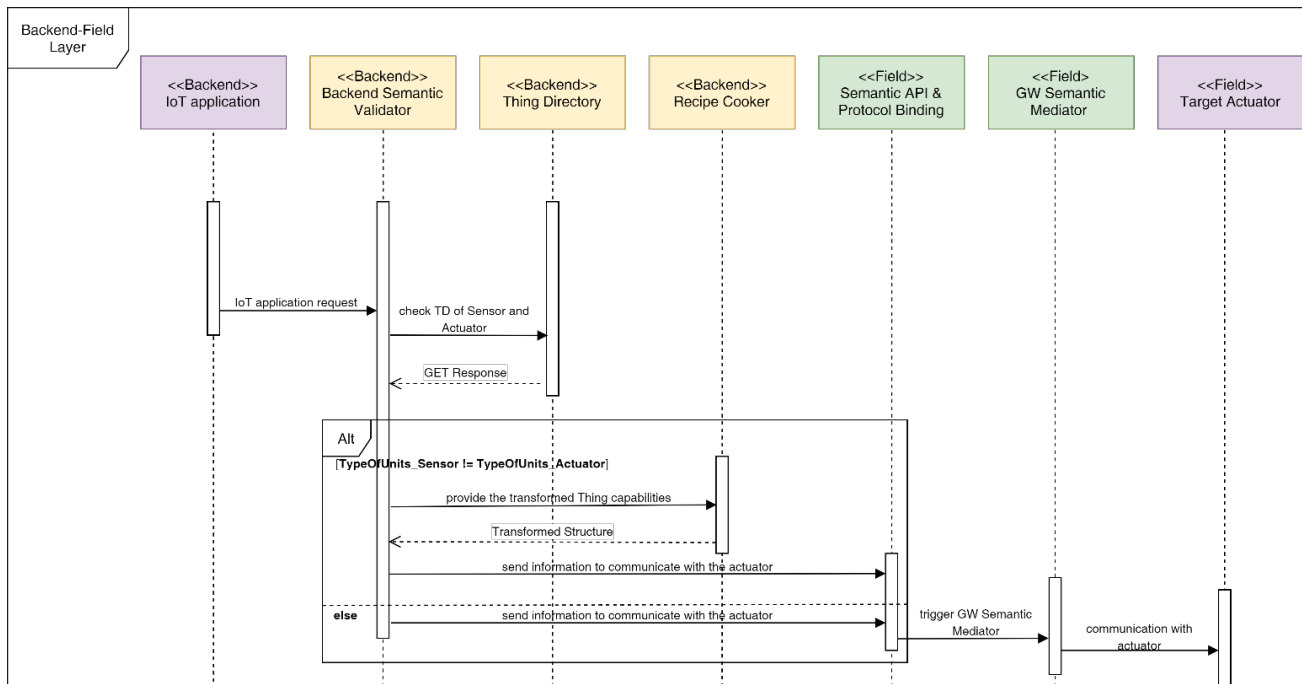 Backend-Field
Layer
<<Backend>>
IoT application
<<Backend>>
Backend Semantic
Validator
<<Backend>>
Thing Directory
<<Backend>>
Recipe Cooker
<<Field>>
Semantic API &
Protocol Binding
<<Field>
GW Semantic
Mediator
<<Field>>
Target Actuator
IoT application request
check TD of Sensor and
Actuator
GET Response
Alt
[TypeOfUnits_Sensor != TypeOfUnits_Actuator]
provide the transformed Thing capabilities
Transformed Structure
send information to communicate with the actuator
else
send information to communicate with the actuator
trigger GW Semantic
Mediator
communication with
actuator